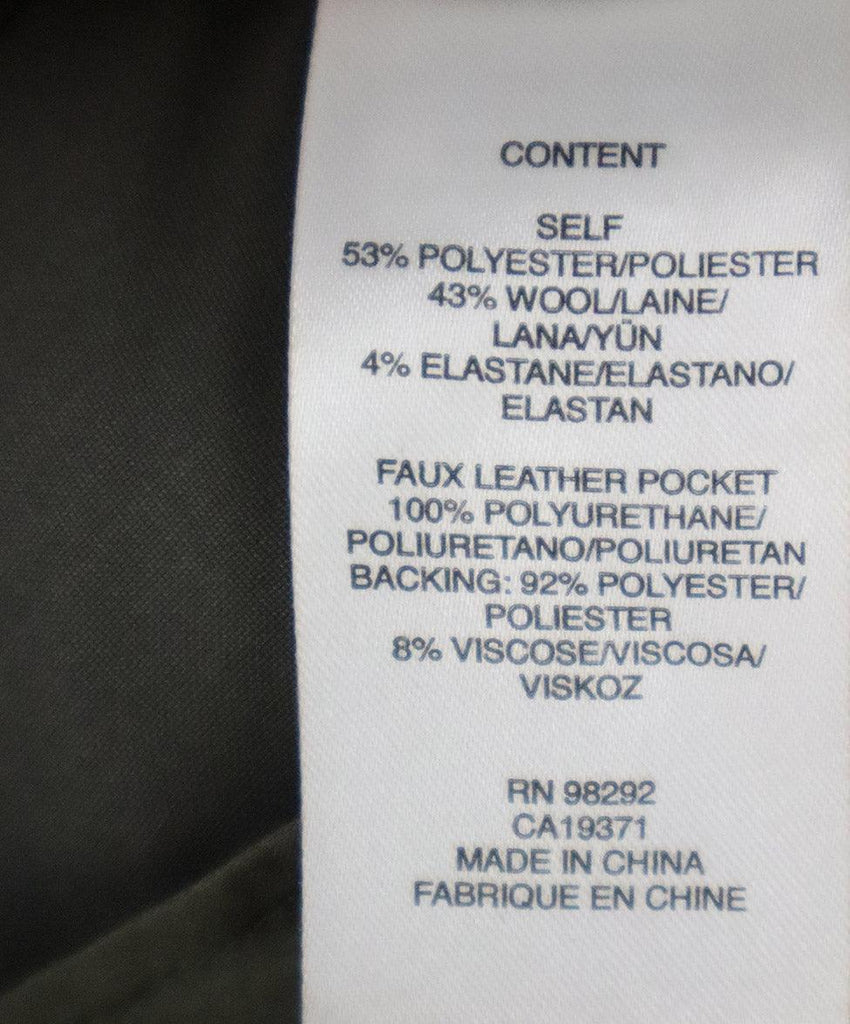 CONTENT
SELF
53% POLYESTER/POLIESTER
43% WOOL/LAINE/
LANA/YÜN
4% ELASTANE/ELASTANO/
ELASTAN
FAUX LEATHER POCKET
100% POLYURETHANE/
POLIURETANO/POLIURETAN
BACKING: 92% POLYESTER/
POLIESTER
8% VISCOSE/VISCOSA/
VISKOZ
RN 98292
CA19371
MADE IN CHINA
FABRIQUE EN CHINE